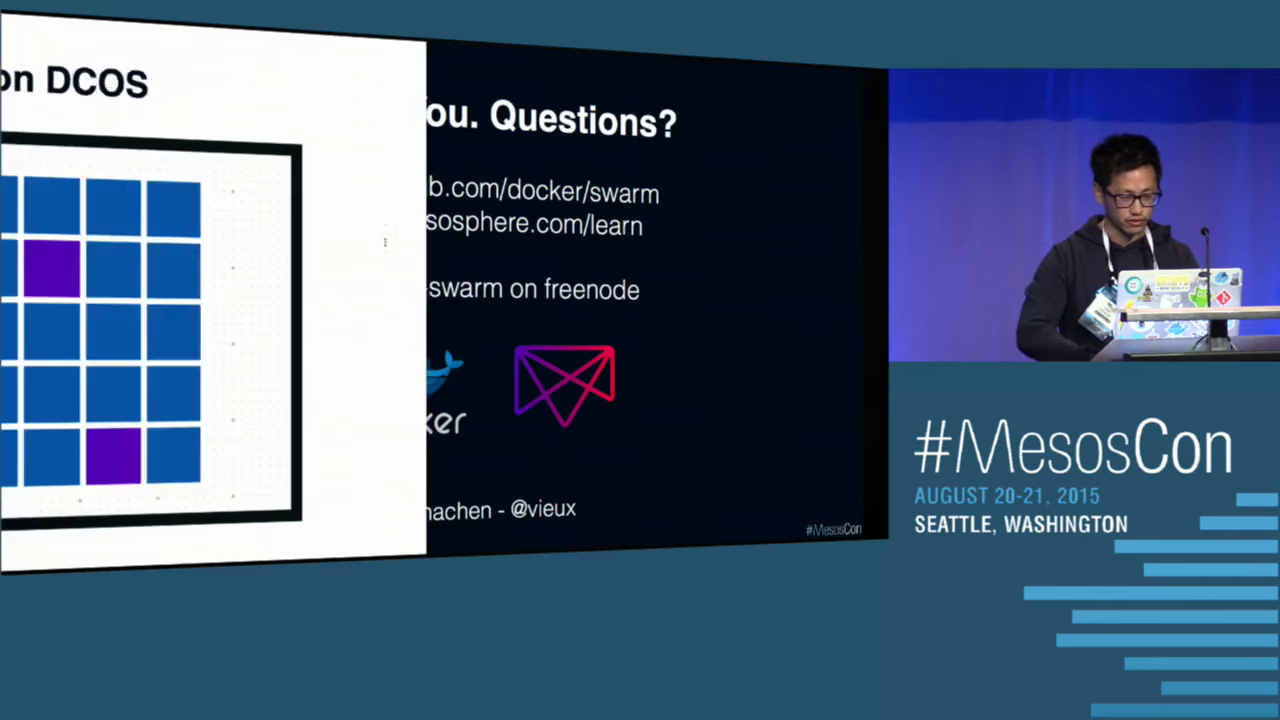 on DCOS
ou. Questions?
b.com/docker/swarm
sosphere.com/learn
-swarm on freenode
ker
achen - @vieux
#MesosCon
#MesosCon
AUGUST 20-21, 2015
SEATTLE, WASHINGTON